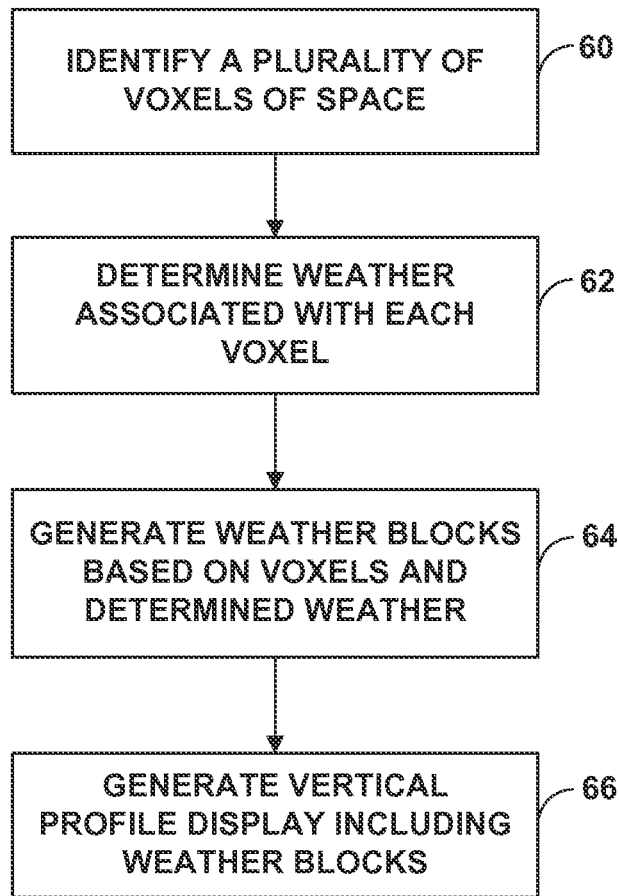 IDENTIFY A PLURALITY OF
VOXELS OF SPACE
60
DETERMINE WEATHER
ASSOCIATED WITH EACH
VOXEL
62
GENERATE WEATHER BLOCKS
BASED ON VOXELS AND
DETERMINED WEATHER
64
GENERATE VERTICAL
PROFILE DISPLAY INCLUDING
WEATHER BLOCKS
66